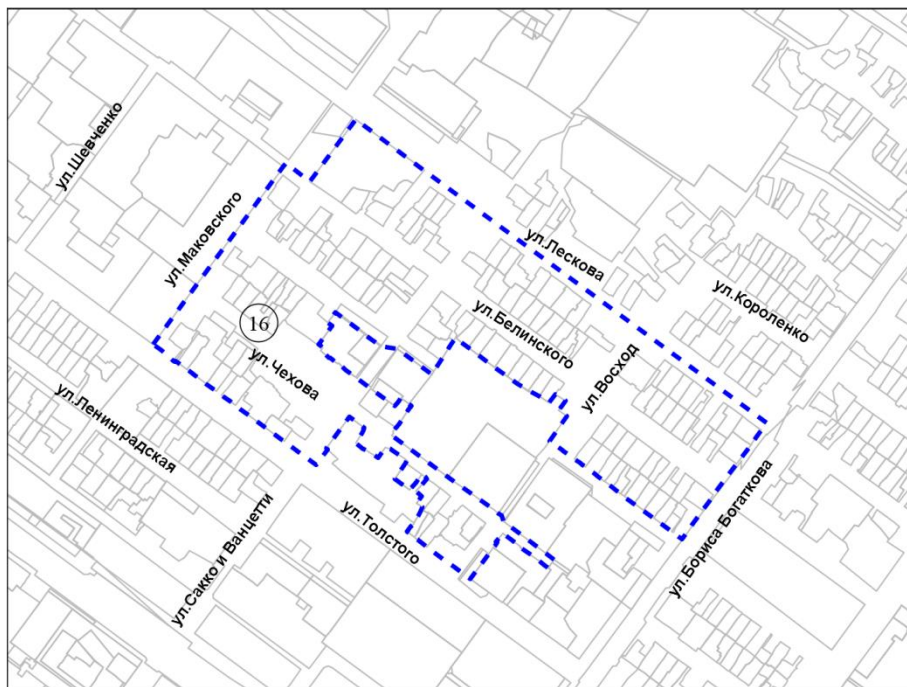 ул.Шевченко
ул.Маковского
ул.Лескова
ул.Короленко
ул.Белинского
16
ул.Восход
ул.Чехова
ул.Ленинградская
ул.Толстого
ул.Бориса Богаткова
ул.Сакко и Ванцетти